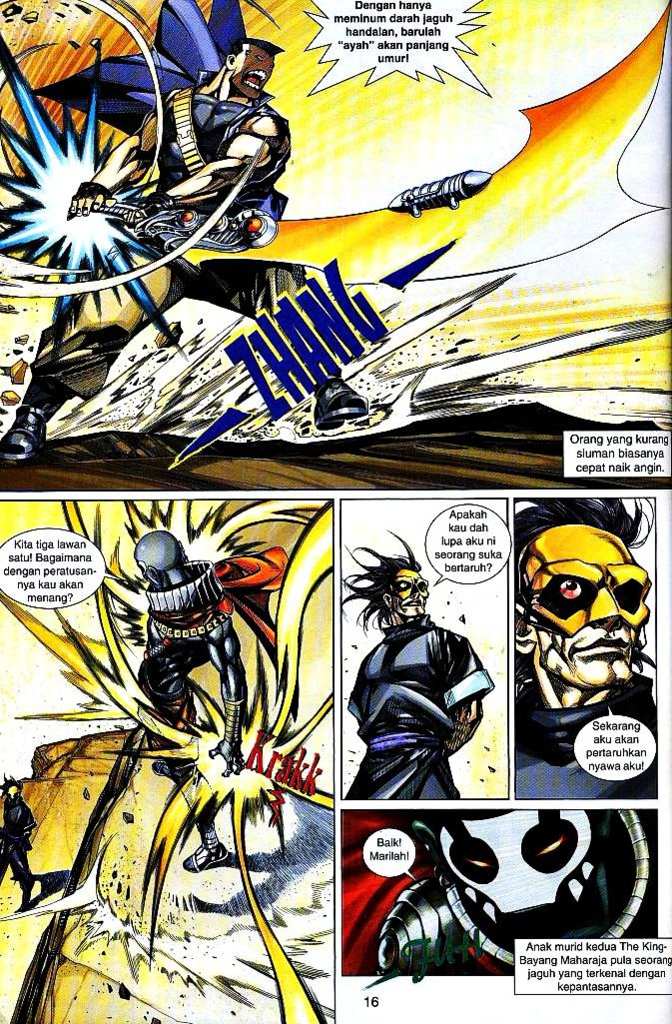 Dengan hanya
meminum darah jaguh
handalan, barulah
"ayah" akan panjang
umur!
ZHANG
Orang yang kurang
siuman biasanya
cepat naik angin.
Kita tiga lawan
satu! Bagaimana
dengan peratusan-
nya kau akan
menang?
Krakk
Apakah
kau dah
lupa aku ni
seorang suka
bertaruh?
Sekarang
aku akan
pertaruhkan
nyawa aku!
Baik!
Marilah!
Anak murid kedua The King-
Bayang Maharaja pula seorang
jaguh yang terkenal dengan
kepantasannya.
16